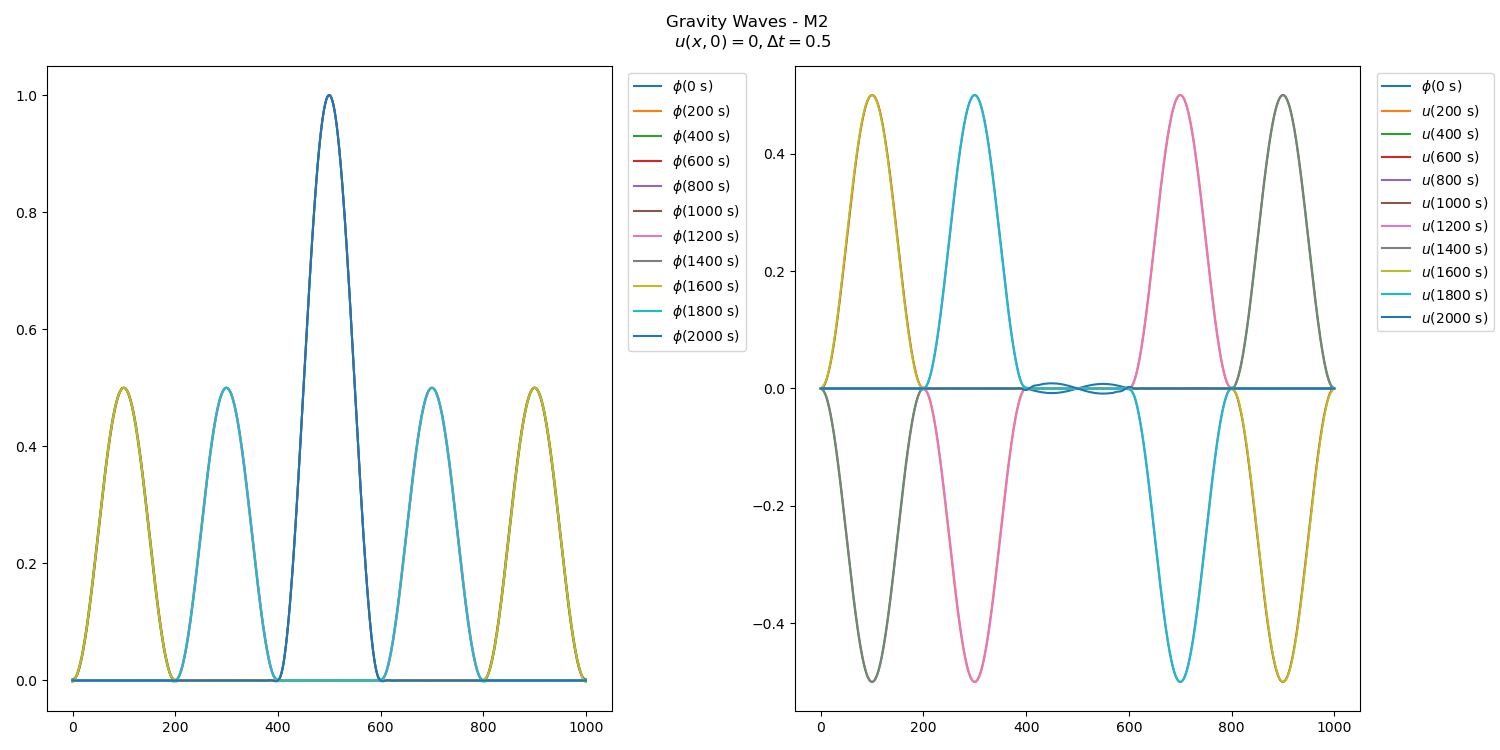 Gravity Waves - M2
u(x, 0) = 0, Δt = 0.5
1.0
0.8
0.6
0.4
0.2
0.0
0 200 400 600 800 1000
ϕ(0 s)
ϕ(200 s)
ϕ(400 s)
ϕ(600 s)
ϕ(800 s)
ϕ(1000 s)
ϕ(1200 s)
ϕ(1400 s)
ϕ(1600 s)
ϕ(1800 s)
ϕ(2000 s)
0.4
0.2
0.0
−0.2
−0.4
0 200 400 600 800 1000
ϕ(0 s)
u(200 s)
u(400 s)
u(600 s)
u(800 s)
u(1000 s)
u(1200 s)
u(1400 s)
u(1600 s)
u(1800 s)
u(2000 s)